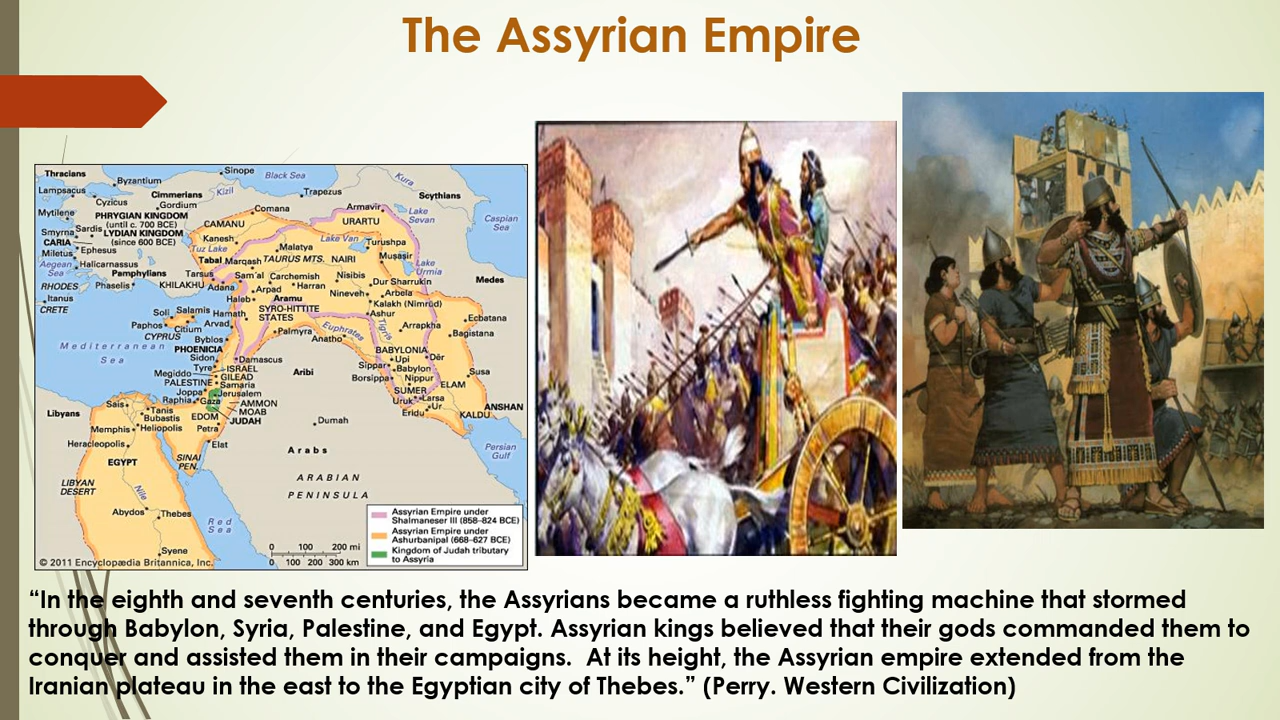 The Assyrian Empire
Thracians
Byzantium
Sinope
Black Sea
Kura
Lampsacus
Cyzicus
Cimmerians
Kizil
Trapezus
Scythians
Gordium
Mytilene
PHRYGIAN KINGDOM
(until c. 700 BCE)
Comana
Armavir
Lake
Sevan
Caspian
Sea
Smyrna
Sardis
LYDIAN KINGDOM
(since 600 BCE)
CAMANU
URARTU
CARIA
Ephesus
Kanesh
Lake Van
Turushpa
Miletus
Tuz Lake
Malatya
Aegean
Sea
Halicarnassus
Tabal
Marqash
TAURUS MTS.
NAIRI
Musasir
Lake
Urmia
Pamphylians
Tarsus
Sam'al
Carchemish
Nisibis
Medes
RHODES
Phaselis
KHILAKHU
Adana
Arpad
Harran
Dur Sharrukin
Itanus
CRETE
Haleb
Aramu
Nineveh
Arbela
Kalakh (Nimrud)
Soli
Salamis
Hamath
SYRO-HITTITE
STATES
Ashur
Paphos
Citium
Arvad
Palmyra
Euphrates
Tigris
Arrapkha
Ecbatana
CYPRUS
Byblos
Anatho
Bagistana
Mediterranean
Sea
PHOENICIA
BABYLONIA
Sidon
Damascus
Upi
Dēr
Tyre
ISRAEL
Sippar
Babylon
Susa
Megiddo
GILEAD
Borsippa
Nippur
PALESTINE
Samaria
Aribi
ELAM
Joppa
Jerusalem
SUMER
Raphia
Gaza
AMMON
Uruk
Larsa
Libyans
Sais
Tanis
Bubastis
EDOM
MOAB
JUDAH
Ur
Eridu
KALDU
ANSHAN
Memphis
Heliopolis
Petra
Dumah
Heracleopolis
Elat
Arabs
Persian
Gulf
EGYPT
SINAI
PEN.
LIBYAN
DESERT
Nile
ARABIAN
PENINSULA
Abydos
Thebes
Red
Sea
Syene
Assyrian Empire under
Shalmaneser III (858–824 BCE)
Assyrian Empire under
Ashurbanipal (668–627 BCE)
Kingdom of Judah tributary
to Assyria
0 100 200 mi
0 100 200 300 km
© 2011 Encyclopædia Britannica, Inc.
“In the eighth and seventh centuries, the Assyrians became a ruthless fighting machine that stormed
through Babylon, Syria, Palestine, and Egypt. Assyrian kings believed that their gods commanded them to
conquer and assisted them in their campaigns.  At its height, the Assyrian empire extended from the
Iranian plateau in the east to the Egyptian city of Thebes.” (Perry. Western Civilization)